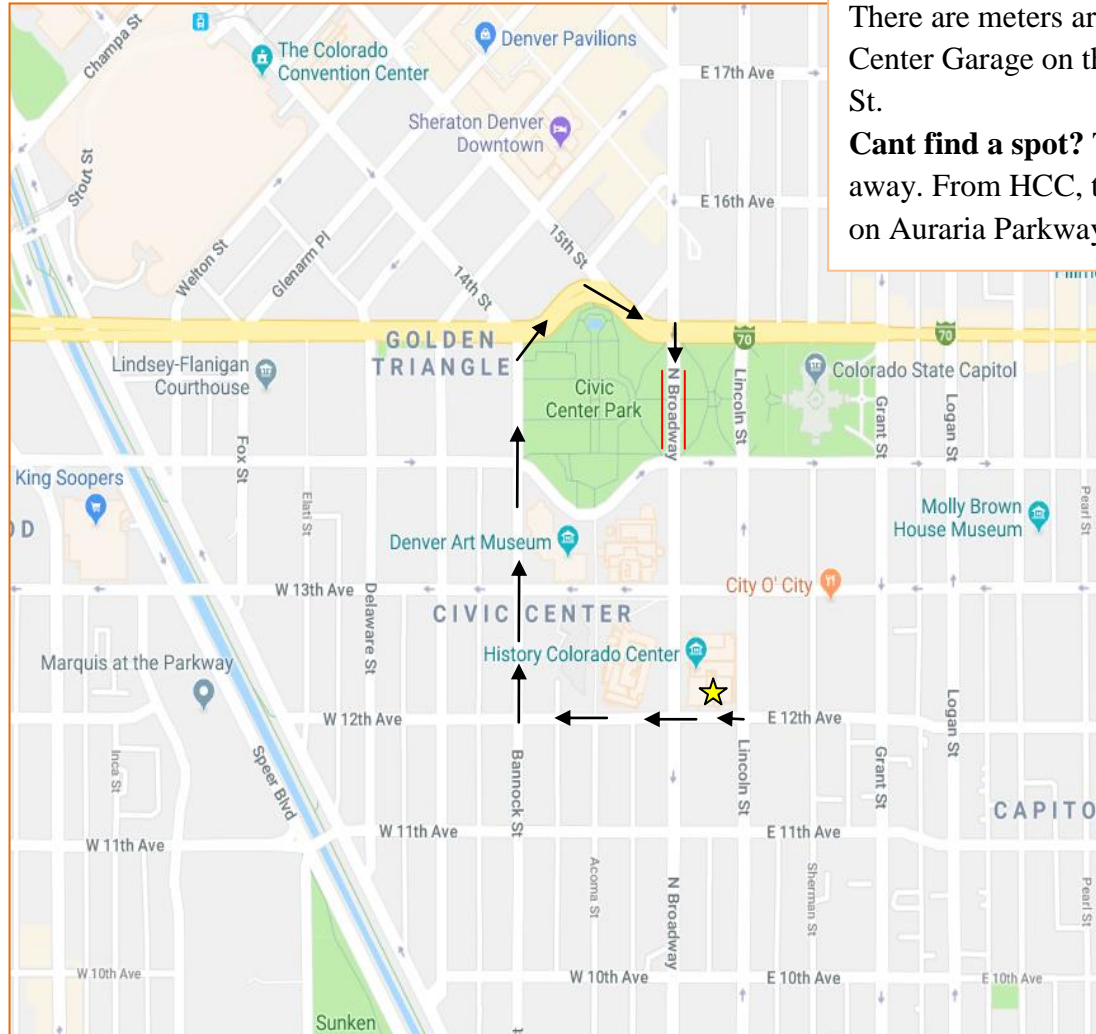 There are meters ar
Center Garage on th
St.
Cant find a spot? T
away. From HCC, t
on Auraria Parkway
Champa St
The Colorado
Convention Center
Denver Pavilions
E 17th Ave
Sheraton Denver
Downtown
Stout St
E 16th Ave
15th St
Welton St
Glenarm Pl
14th St
GOLDEN
TRIANGLE
70
70
Lindsey-Flanigan
Courthouse
Civic
Center Park
N Broadway
Lincoln St
Colorado State Capitol
Grant St
Logan St
Fox St
King Soopers
Elati St
Molly Brown
House Museum
Pearl St
OD
Denver Art Museum
W 13th Ave
Delaware St
City O' City
CIVIC CENTER
History Colorado Center
Marquis at the Parkway
W 12th Ave
E 12th Ave
Logan St
Inca St
Speer Blvd
Bannock St
Lincoln St
Grant St
CAPITO
W 11th Ave
W 11th Ave
E 11th Ave
Acoma St
N Broadway
Sherman St
Pearl St
W 10th Ave
W 10th Ave
E 10th Ave
E 10th Ave
Sunken